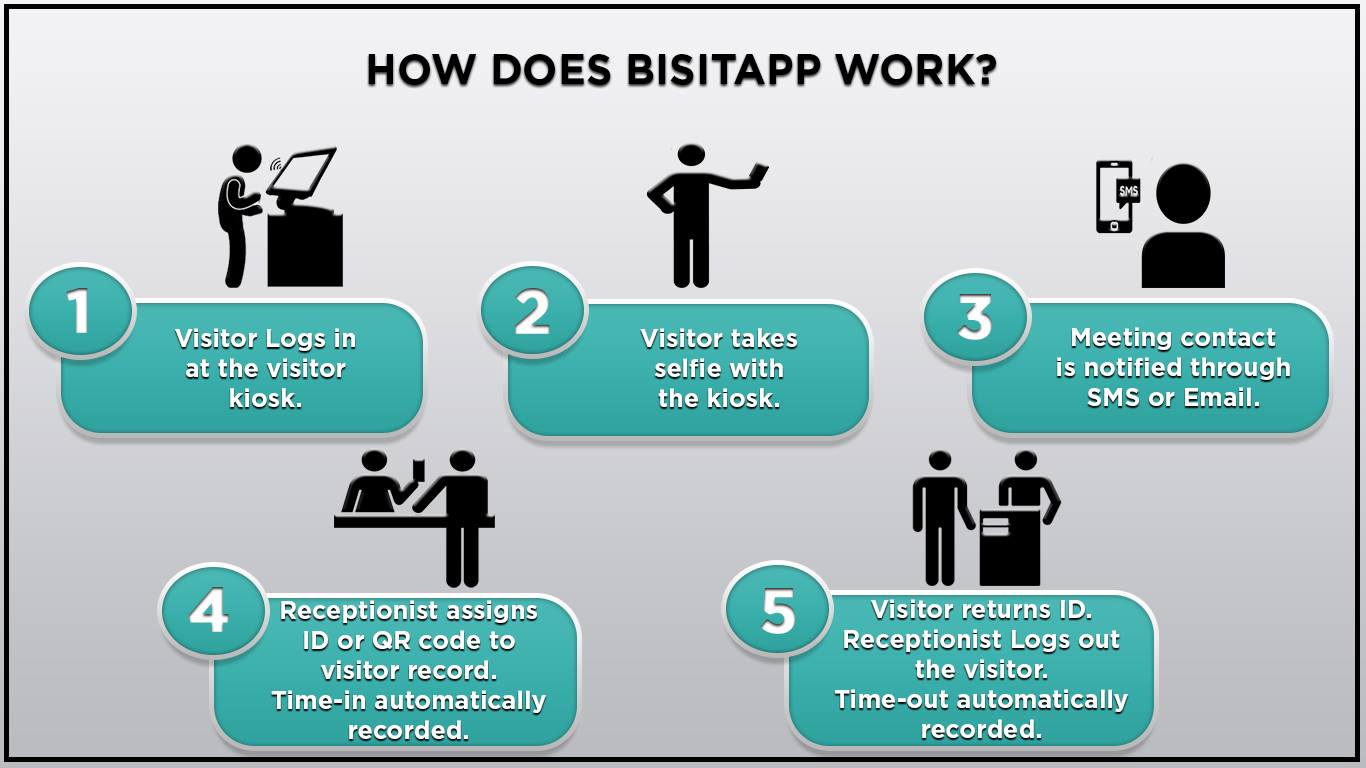 HOW DOES BISITAPP WORK?
SMS
1
Visitor Logs in
at the visitor
kiosk.
2
Visitor takes
selfie with
the kiosk.
3
Meeting contact
is notified through
SMS or Email.
4
Receptionist assigns
ID or QR code to
visitor record.
Time-in automatically
recorded.
5
Visitor returns ID.
Receptionist Logs out
the visitor.
Time-out automatically
recorded.